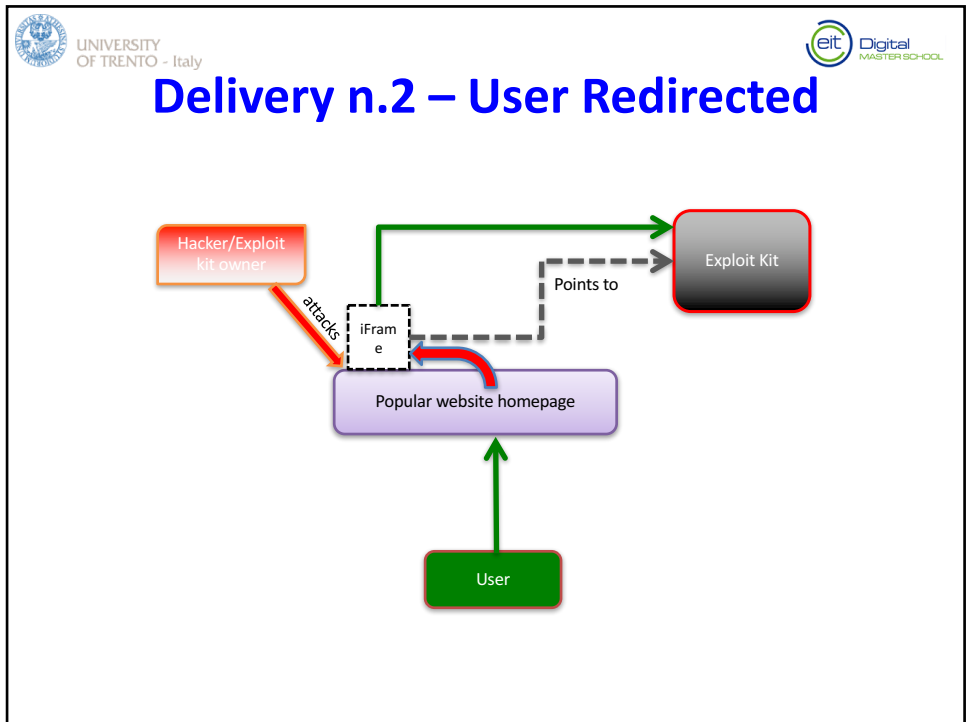 UNIVERSITY
OF TRENTO - Italy
eit Digital
MASTER SCHOOL
Delivery n.2 – User Redirected
Hacker/Exploit
kit owner
Exploit Kit
Points to
attacks
iFram
e
Popular website homepage
User